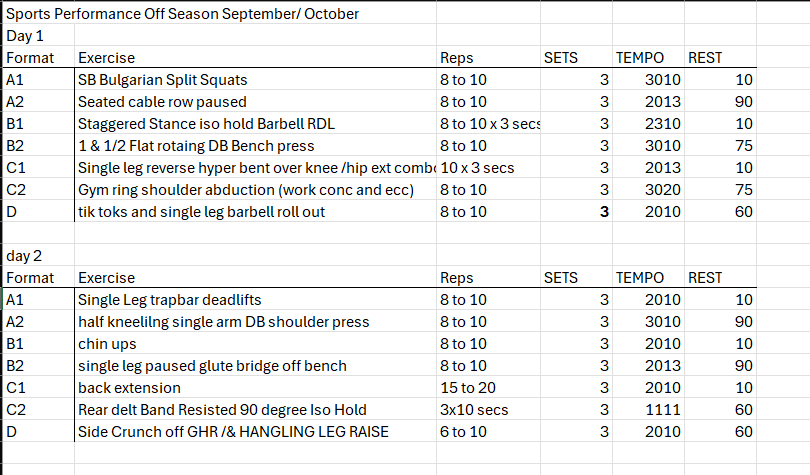 Sports Performance Off Season September/ October
Day 1
Format Exercise Reps SETS TEMPO REST
A1 SB Bulgarian Split Squats 8 to 10 3 3010 10
A2 Seated cable row paused 8 to 10 3 2013 90
B1 Staggered Stance iso hold Barbell RDL 8 to 10 x 3 secs 3 2310 10
B2 1 & 1/2 Flat rotaing DB Bench press 8 to 10 3 3010 75
C1 Single leg reverse hyper bent over knee /hip ext combo 10 x 3 secs 3 2013 10
C2 Gym ring shoulder abduction (work conc and ecc) 8 to 10 3 3020 75
D tik toks and single leg barbell roll out 8 to 10 3 2010 60
day 2
Format Exercise Reps SETS TEMPO REST
A1 Single Leg trapbar deadlifts 8 to 10 3 2010 10
A2 half kneelilng single arm DB shoulder press 8 to 10 3 3010 90
B1 chin ups 8 to 10 3 2010 10
B2 single leg paused glute bridge off bench 8 to 10 3 2013 90
C1 back extension 15 to 20 3 2010 10
C2 Rear delt Band Resisted 90 degree Iso Hold 3x10 secs 3 1111 60
D Side Crunch off GHR /& HANGLING LEG RAISE 6 to 10 3 2010 60